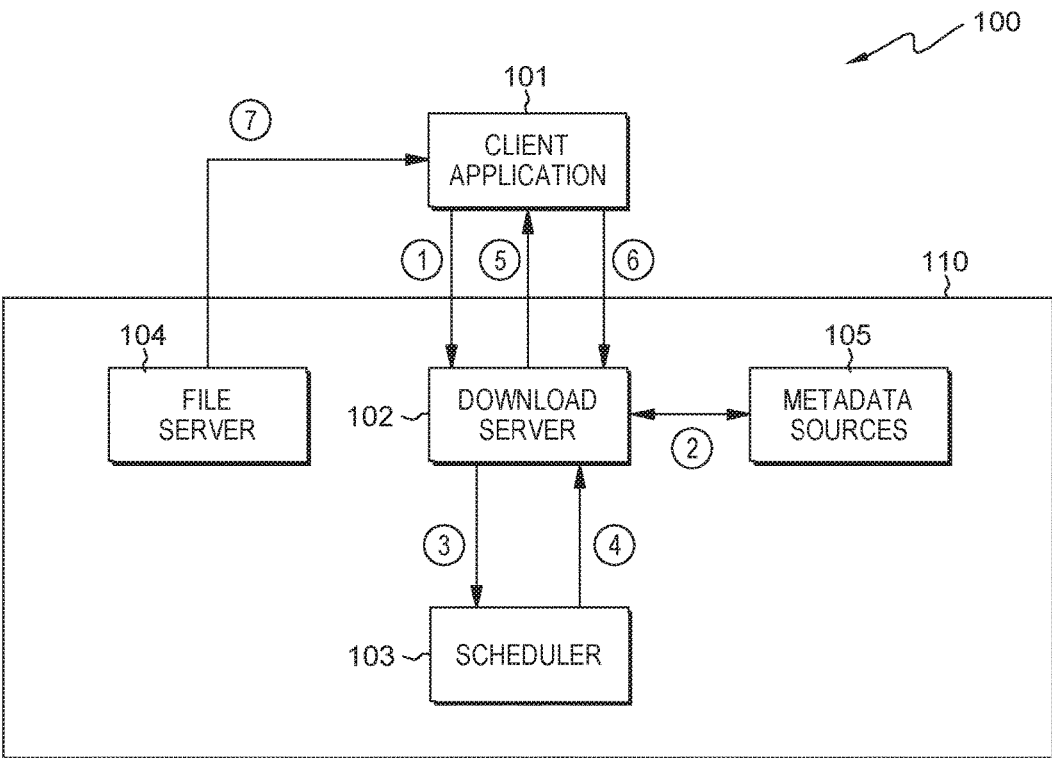 100
101
7
CLIENT
APPLICATION
1
5
6
110
104
105
FILE
SERVER
102
DOWNLOAD
SERVER
METADATA
SOURCES
2
3
4
103
SCHEDULER